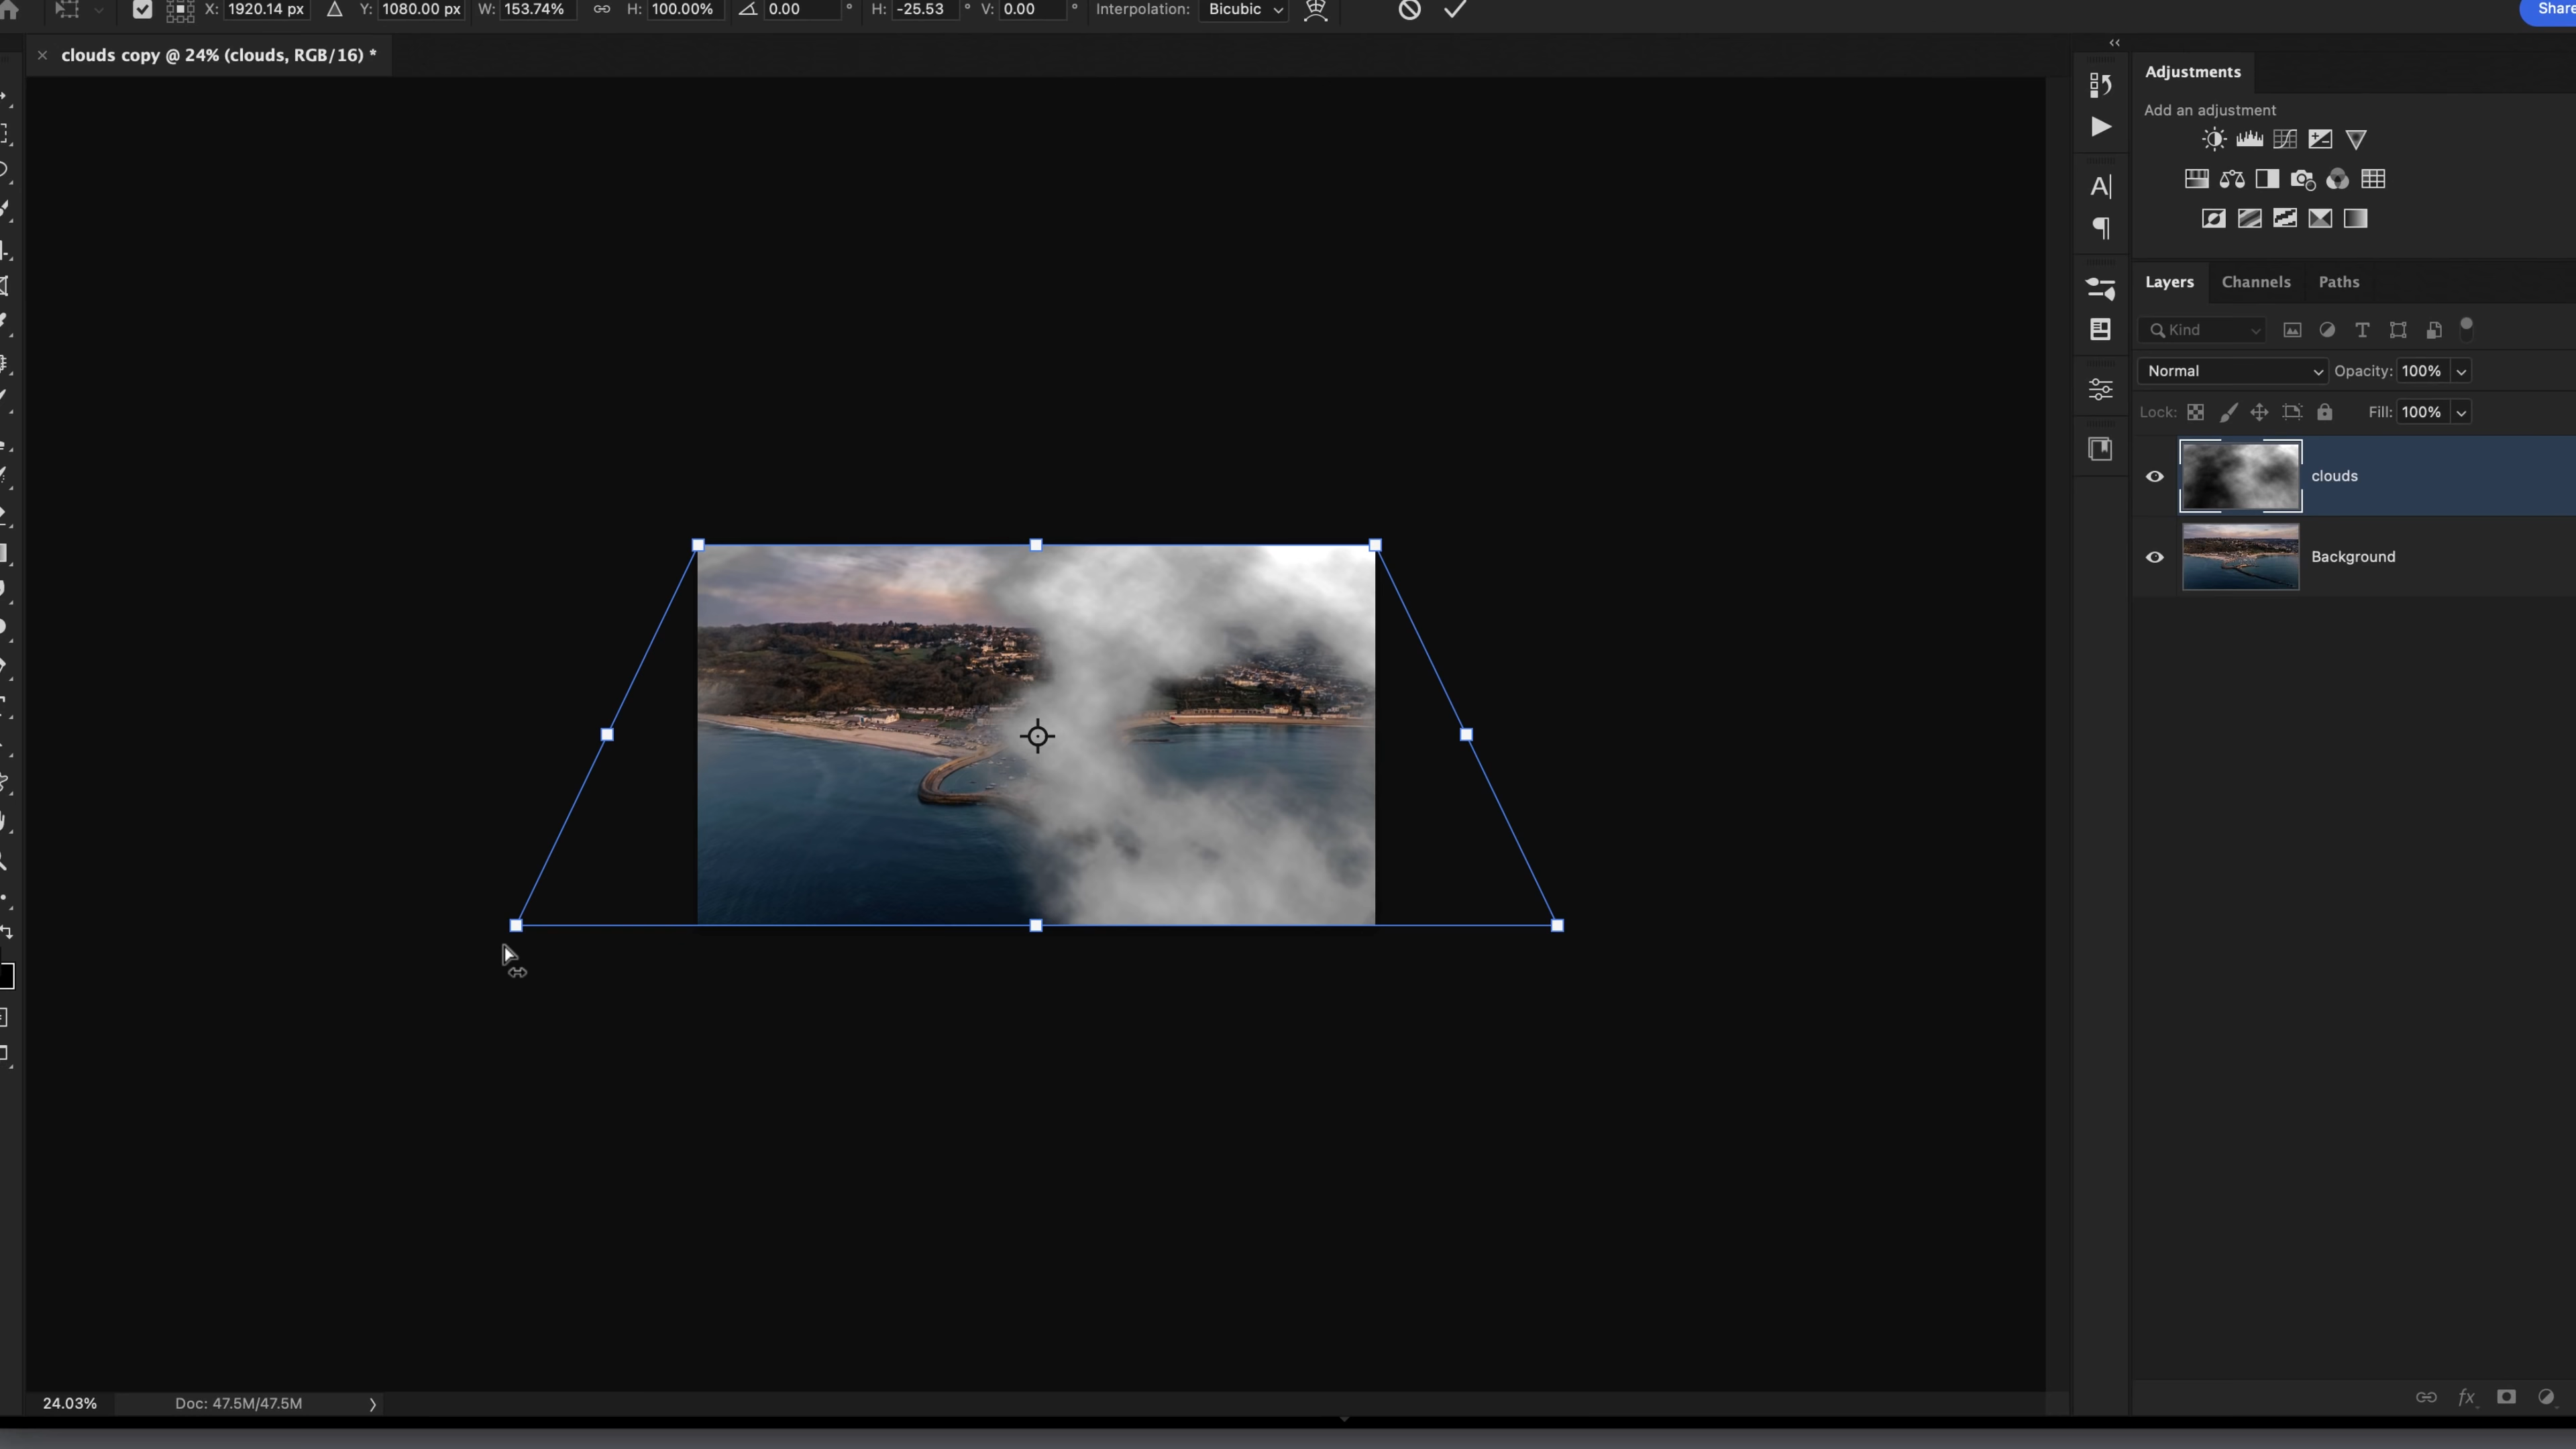 X: 1920.14 px Y: 1080.00 px W: 153.74% H: 100.00% 0.00 ° H: -25.53 ° V: 0.00 ° Interpolation: Bicubic Share
clouds copy @ 24% (clouds, RGB/16) *
Adjustments
Add an adjustment
Layers Channels Paths
Kind
Normal Opacity: 100%
Lock: Fill: 100%
clouds
Background
24.03% Doc: 47.5M/47.5M
fx